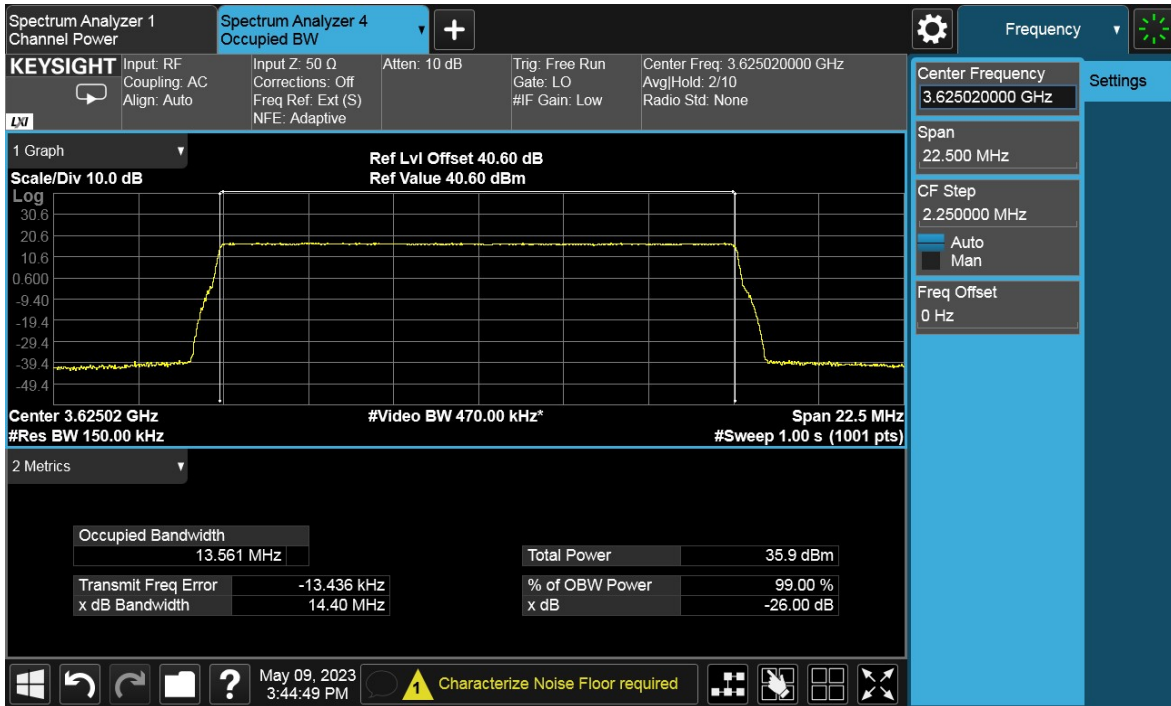 Spectrum Analyzer 1
Channel Power
Spectrum Analyzer 4
Occupied BW
+
Frequency
KEYSIGHT
LXI
Input: RF
Coupling: AC
Align: Auto
Input Z: 50 Ω
Corrections: Off
Freq Ref: Ext (S)
NFE: Adaptive
Atten: 10 dB
Trig: Free Run
Gate: LO
#IF Gain: Low
Center Freq: 3.625020000 GHz
Avg|Hold: 2/10
Radio Std: None
Center Frequency
3.625020000 GHz
Settings
Span
22.500 MHz
CF Step
2.250000 MHz
Auto
Man
Freq Offset
0 Hz
1 Graph
Scale/Div 10.0 dB
Ref Lvl Offset 40.60 dB
Ref Value 40.60 dBm
Log
30.6
20.6
10.6
0.600
-9.40
-19.4
-29.4
-39.4
-49.4
Center 3.62502 GHz
#Video BW 470.00 kHz*
Span 22.5 MHz
#Res BW 150.00 kHz
#Sweep 1.00 s (1001 pts)
2 Metrics
Occupied Bandwidth
13.561 MHz
Total Power 35.9 dBm
Transmit Freq Error -13.436 kHz
% of OBW Power 99.00 %
x dB Bandwidth 14.40 MHz
x dB -26.00 dB
?
May 09, 2023
3:44:49 PM
1
Characterize Noise Floor required